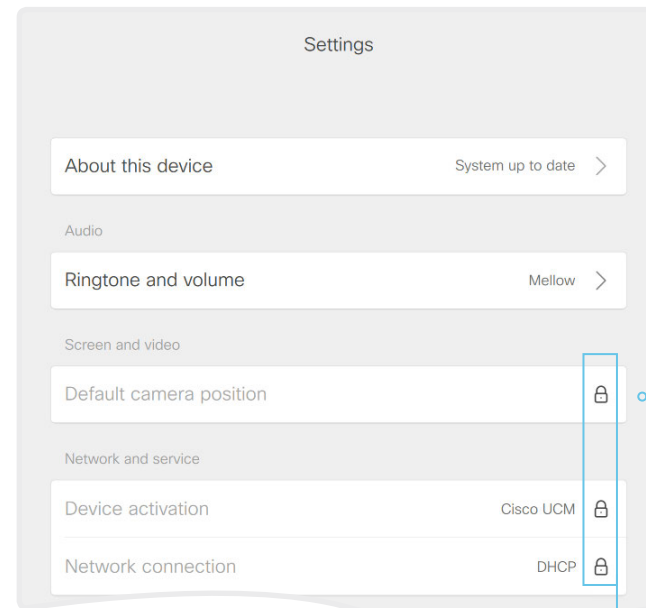 Settings
About this device System up to date
Audio
Ringtone and volume Mellow
Screen and video
Default camera position
Network and service
Device activation Cisco UCM
Network connection DHCP